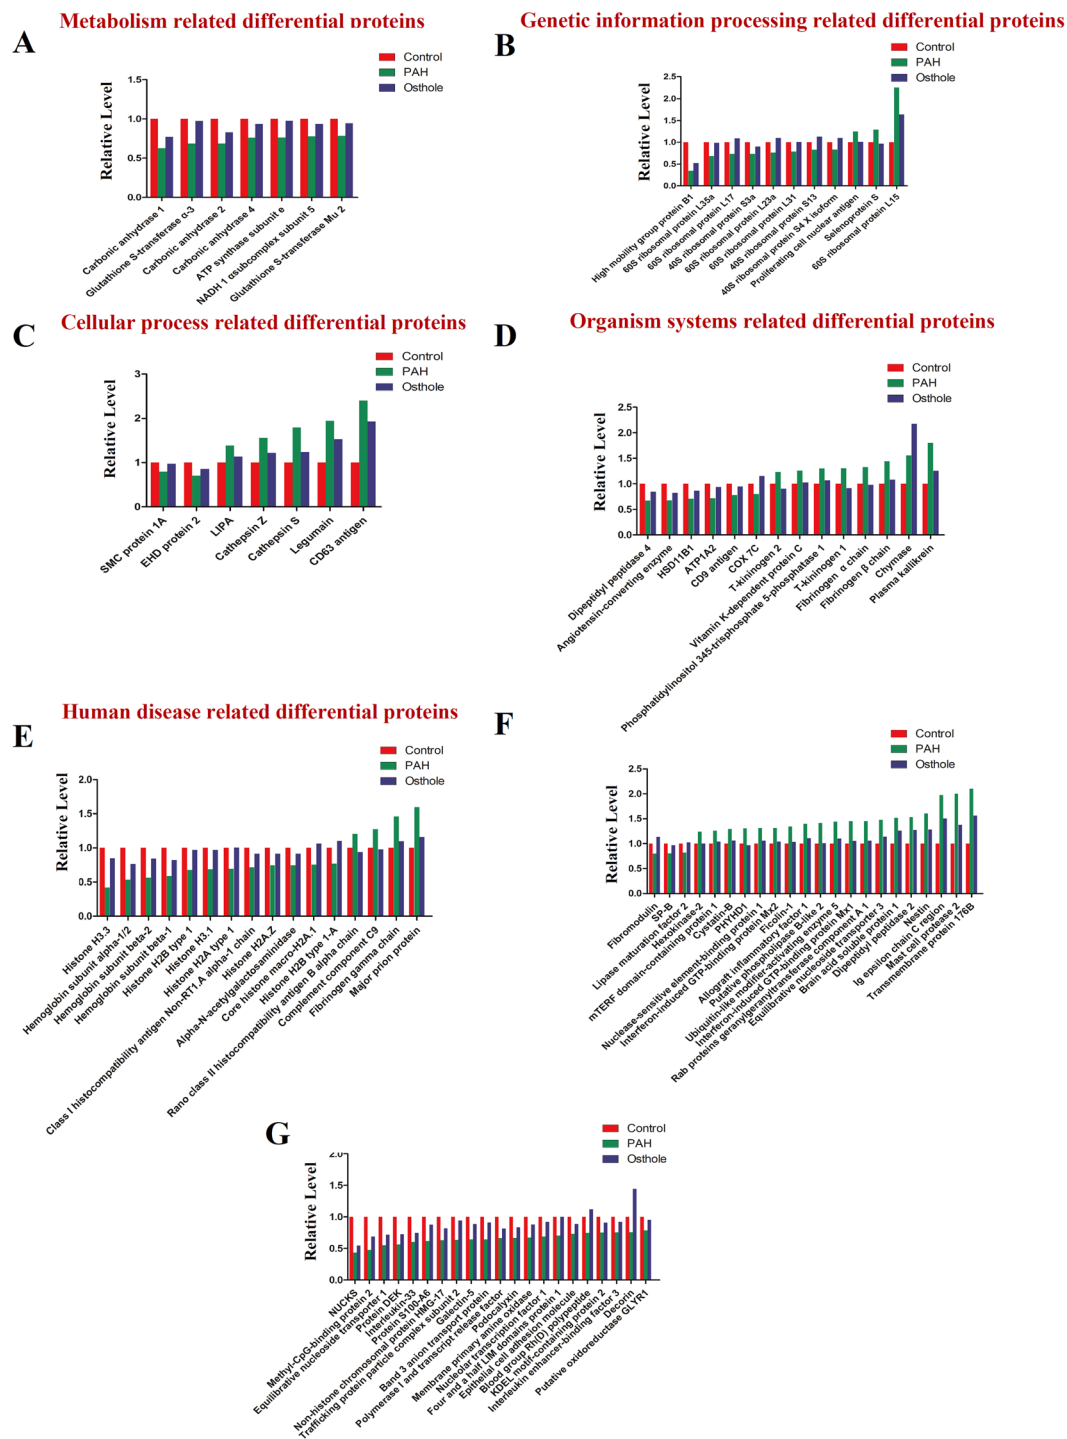 Metabolism related differential proteins
A
Control
PAH
Osthole
Relative Level
1.5
1.0
0.5
0.0
Carbonic anhydrase 1
Glutathione S-transferase α-3
Carbonic anhydrase 2
Carbonic anhydrase 4
ATP synthase subunit e
NADH 1 αsubcomplex subunit 5
Glutathione S-transferase Mu 2
Genetic information processing related differential proteins
B
Control
PAH
Osthole
Relative Level
2.5
2.0
1.5
1.0
0.5
0.0
High mobility group protein B1
60S ribosomal protein L35a
60S ribosomal protein L17
40S ribosomal protein S3a
60S ribosomal protein L23a
60S ribosomal protein L31
40S ribosomal protein S13
40S ribosomal protein S4 X isoform
Proliferating cell nuclear antigen
Selenoprotein S
60S ribosomal protein L15
Cellular process related differential proteins
C
Control
PAH
Osthole
Relative Level
3
2
1
0
SMC protein 1A
EHD protein 2
LIPA
Cathepsin Z
Cathepsin S
Legumain
CD63 antigen
Organism systems related differential proteins
D
Control
PAH
Osthole
Relative Level
2.5
2.0
1.5
1.0
0.5
0.0
Dipeptidyl peptidase 4
Angiotensin-converting enzyme
HSD11B1
ATP1A2
CD9 antigen
COX 7C
T-kininogen 2
Vitamin K-dependent protein C
Phosphatidylinositol 345-trisphosphate 5-phosphatase 1
T-kininogen 1
Fibrinogen α chain
Fibrinogen β chain
Chymase
Plasma kallikrein
Human disease related differential proteins
E
Control
PAH
Osthole
Relative Level
2.0
1.5
1.0
0.5
0.0
Histone H3.3
Hemoglobin subunit alpha-1/2
Hemoglobin subunit beta-2
Hemoglobin subunit beta-1
Histone H2B type 1
Histone H3.1
Histone H2A type 1
Class I histocompatibility antigen Non-RT1.A alpha-1 chain
Histone H2A.Z
Alpha-N-acetylgalactosaminidase
Core histone macro-H2A.1
Histone H2B type 1-A
Rano class II histocompatibility antigen B alpha chain
Complement component C9
Fibrinogen gamma chain
Major prion protein
F
Control
PAH
Osthole
Relative Level
2.5
2.0
1.5
1.0
0.5
0.0
Fibromodulin
SP-B
Lipase maturation factor 2
Hexokinase-2
mTERF domain-containing protein 1
Cystatin-B
PHYHD1
Nuclease-sensitive element-binding protein 1
Interferon-induced GTP-binding protein Mx2
Ficolin-1
Allograft inflammatory factor 1
Putative phospholipase B-like 2
Ubiquitin-like modifier-activating enzyme 5
Interferon-induced GTP-binding protein Mx1
Rab proteins geranylgeranyltransferase component A 1
Equilibrative nucleoside transporter 3
Brain acid soluble protein 1
Dipeptidyl peptidase 2
Nestin
Ig epsilon chain C region
Mast cell protease 2
Transmembrane protein 176B
G
Control
PAH
Osthole
Relative Level
2.0
1.5
1.0
0.5
0.0
NUCKS
Methyl-CpG-binding protein 2
Equilibrative nucleoside transporter 1
Protein DEK
Interleukin-33
Protein S100-A6
Non-histone chromosomal protein HMG-17
Trafficking protein particle complex subunit 2
Galectin-5
Band 3 anion transport protein
Polymerase I and transcript release factor
Podocalyxin
Membrane primary amine oxidase
Nucleolar transcription factor 1
Four and a half LIM domains protein 1
Epithelial cell adhesion molecule
Blood group Rh(D) polypeptide
KDEL motif-containing protein 2
Interleukin enhancer-binding factor 3
Decorin
Putative oxidoreductase GLYR1